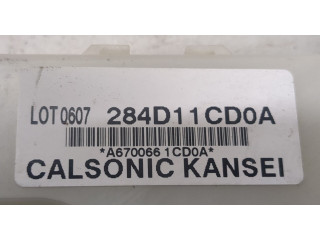 LOT 0607 284D11CD0A
*A670066 1CD0A*
CALSONIC KANSEI